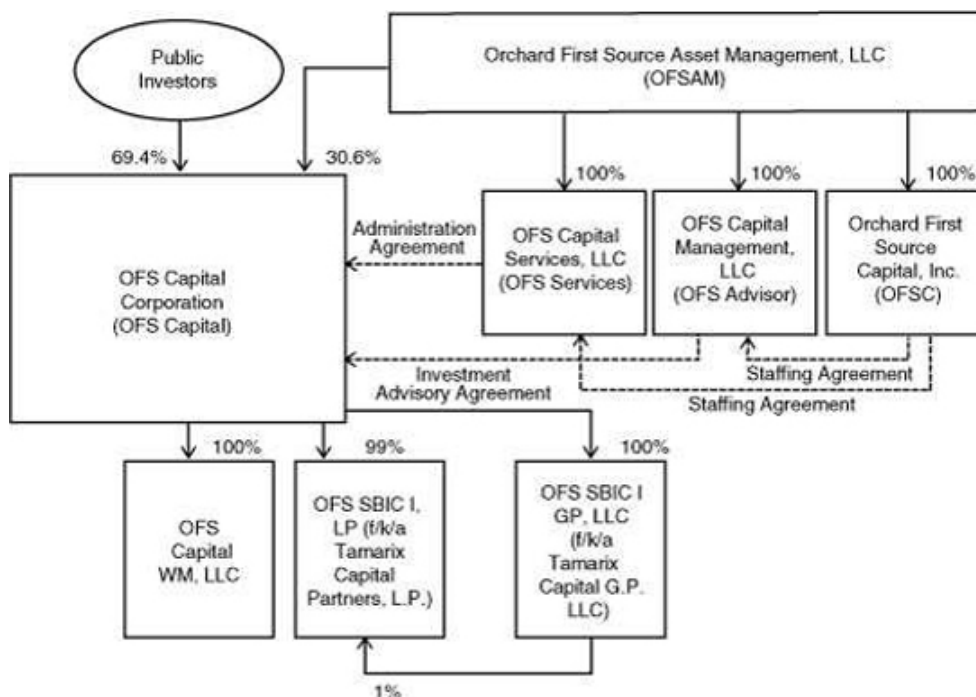 Public
Investors
Orchard First Source Asset Management, LLC
(OFSAM)
69.4%
30.6%
100%
100%
100%
OFS Capital
Corporation
(OFS Capital)
Administration
Agreement
OFS Capital
Services, LLC
(OFS Services)
OFS Capital
Management,
LLC
(OFS Advisor)
Orchard First
Source
Capital, Inc.
(OFSC)
Investment
Advisory Agreement
Staffing Agreement
Staffing Agreement
100%
99%
100%
OFS
Capital
WM, LLC
OFS SBIC I,
LP (f/k/a
Tamarix
Capital
Partners, L.P.)
OFS SBIC I
GP, LLC
(f/k/a
Tamarix
Capital G.P.
LLC)
1%